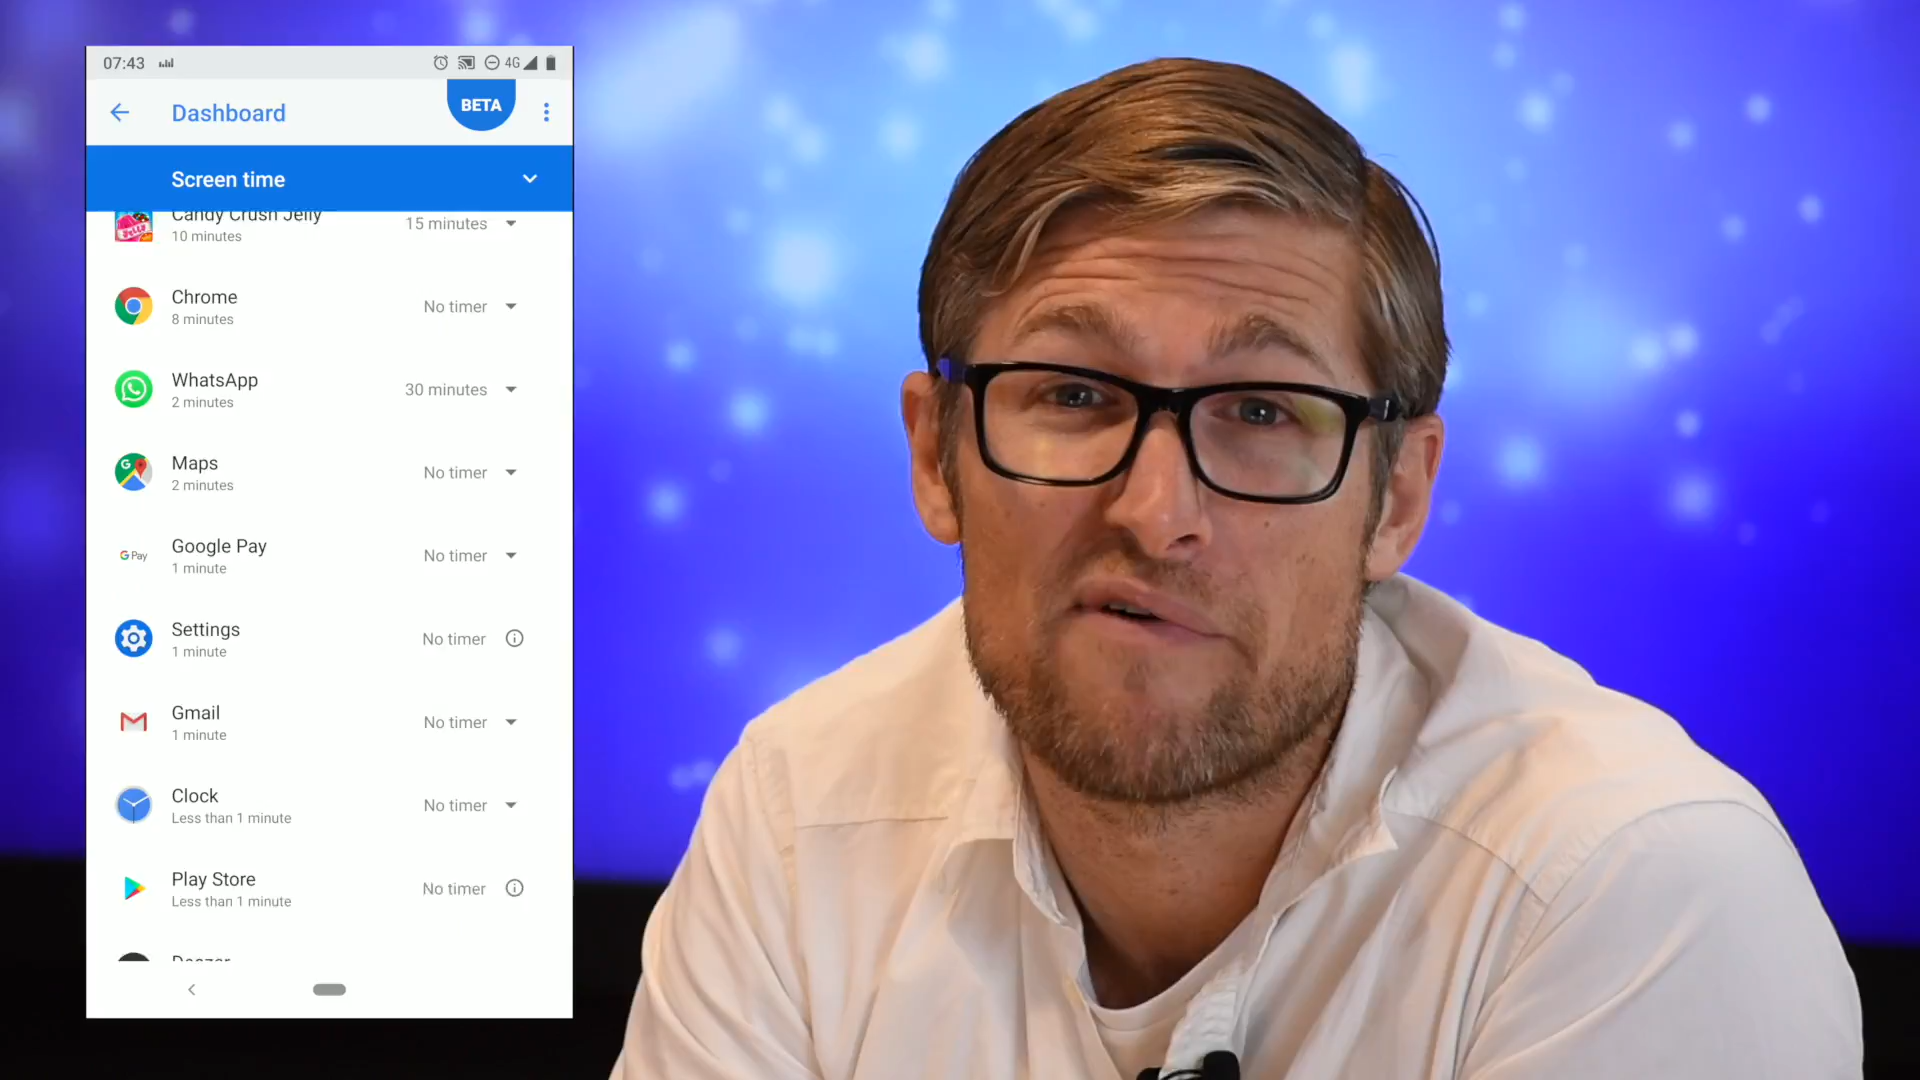 07:43 4G
Dashboard BETA
Screen time
Candy Crush Jelly
10 minutes 15 minutes
Chrome
8 minutes No timer
WhatsApp
2 minutes 30 minutes
Maps
2 minutes No timer
G Pay
Google Pay
1 minute No timer
Settings
1 minute No timer
Gmail
1 minute No timer
Clock
Less than 1 minute No timer
Play Store
Less than 1 minute No timer